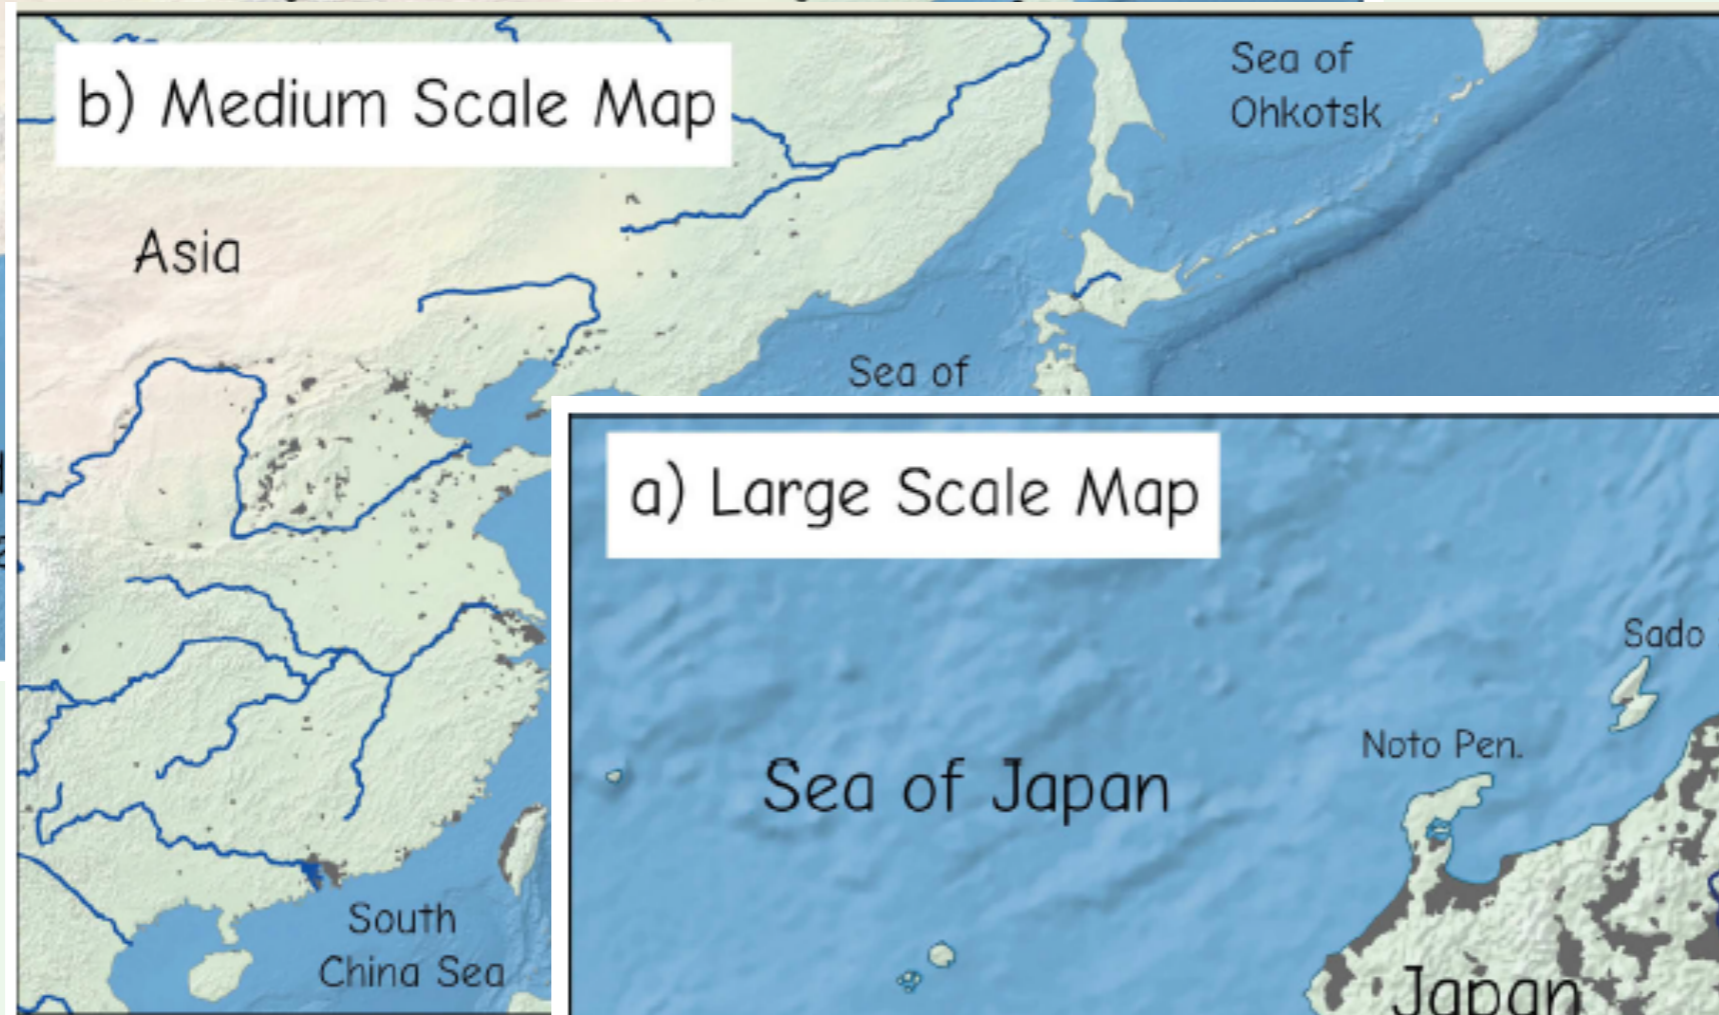 b) Medium Scale Map
Sea of
Ohkotsk
Asia
Sea of
a) Large Scale Map
Sado
Noto Pen.
Sea of Japan
South
China Sea
Japan